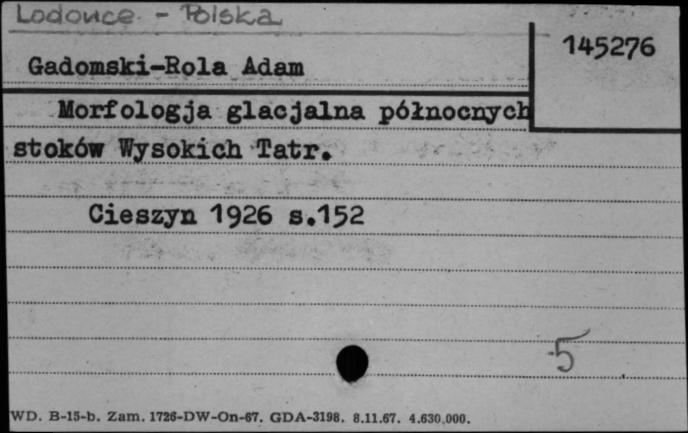 Lodowce - Polska
145276
Gadomski-Rola Adam
Morfologja glacjalna północnych
stoków Wysokich Tatr.
Cieszyn 1926 s.152
5
WD. B-15-b. Zam. 1726-DW-On-67. GDA-3198. 8.11.67. 4.630.000.